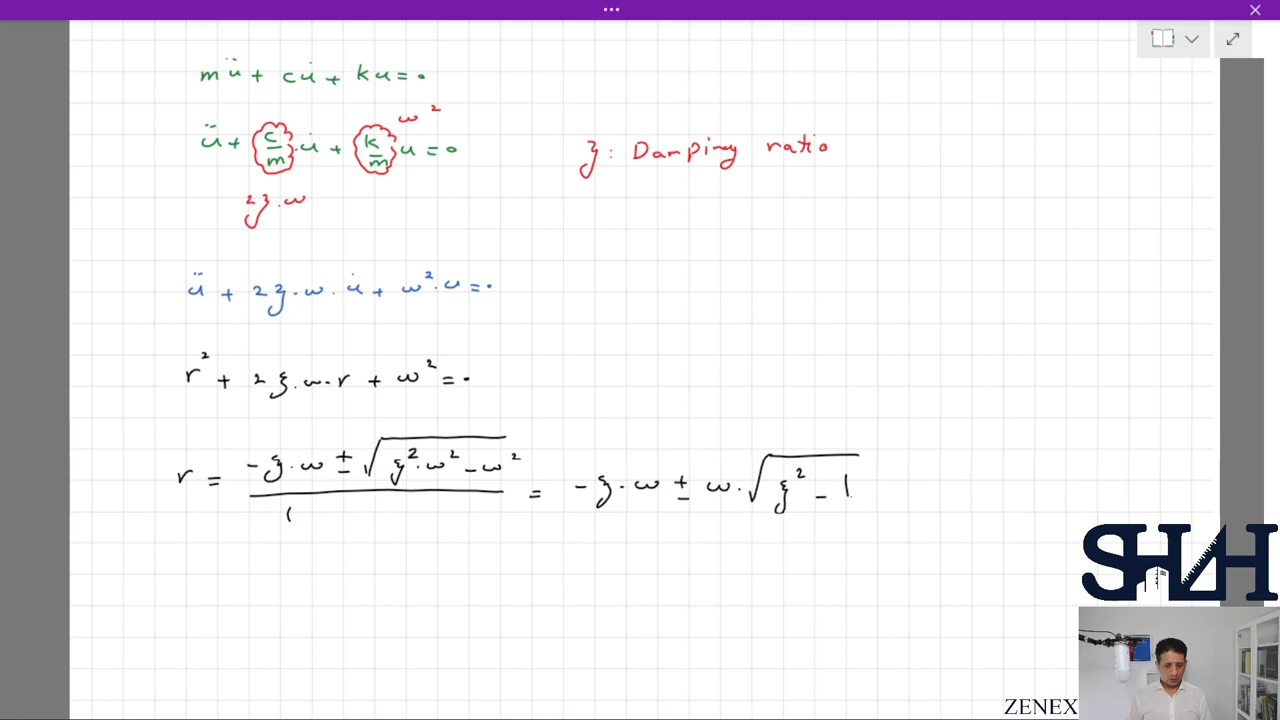 mü + cu̇ + ku = 0
ω²
ü + c/m · u̇ + k/m u = 0
ξ : Damping ratio
2ξ.ω
ü + 2ξ.ω.u̇ + ω².u = 0
r² + 2ξ.ω.r + ω² = 0
r = (-ξ.ω ± √(ξ².ω² - ω²)) / 1 = -ξ.ω ± ω.√(ξ² - 1)
SHZH
ZENEX